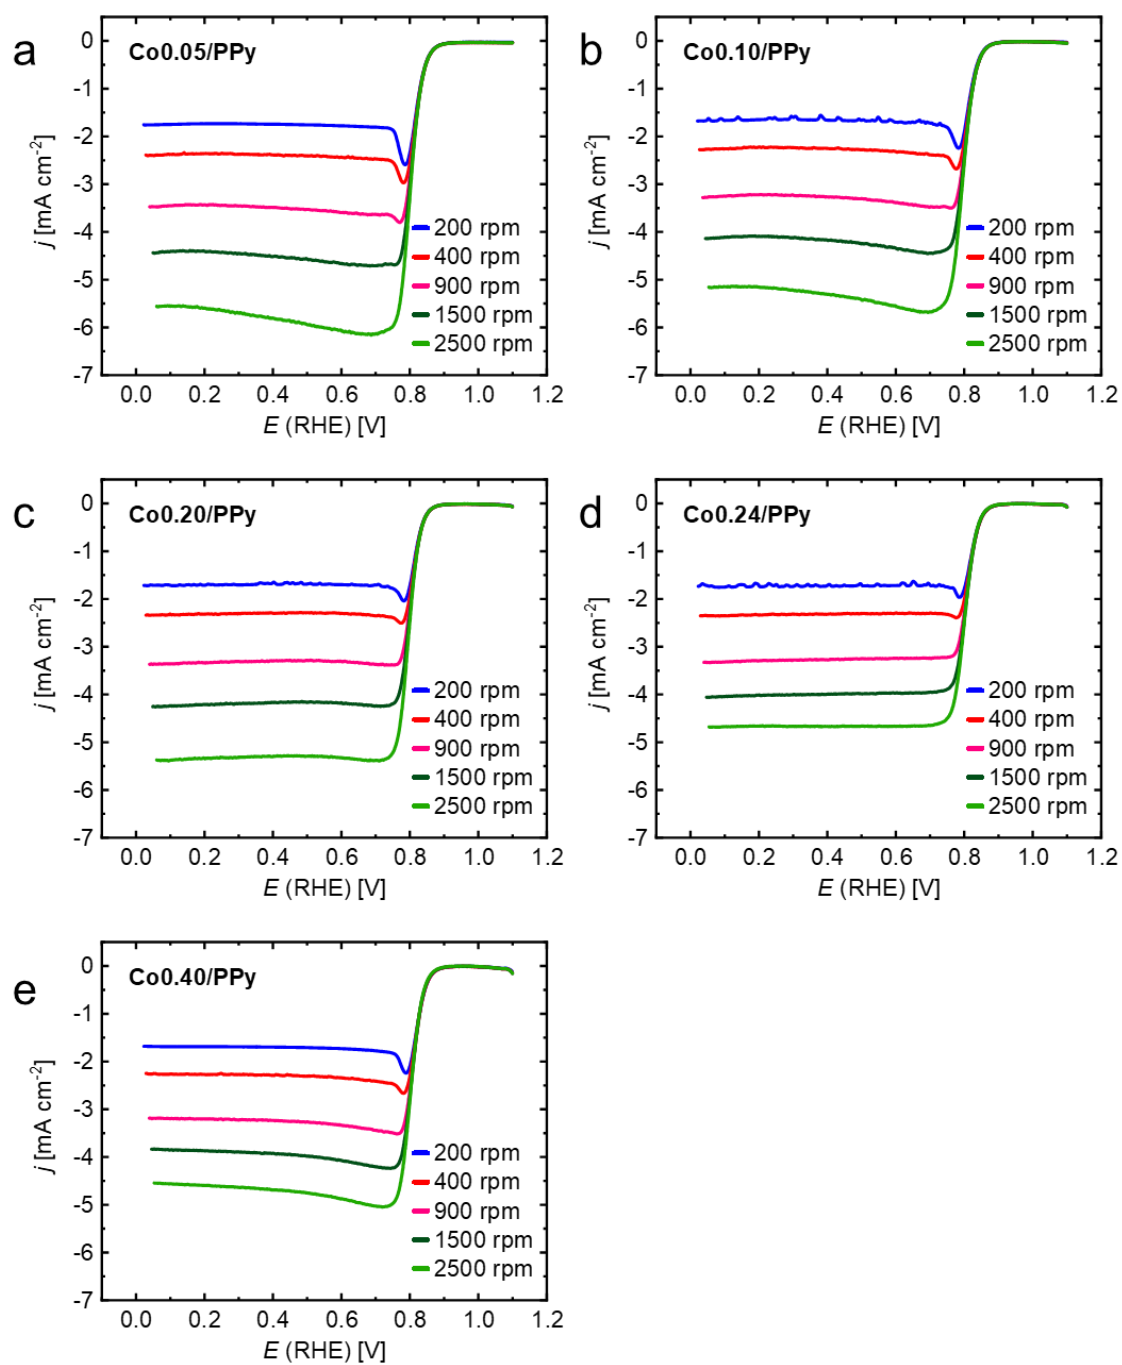 a
Co0.05/PPy
0
-1
-2
-3
-4
-5
-6
-7
j [mA cm-2]
200 rpm
400 rpm
900 rpm
1500 rpm
2500 rpm
0.0 0.2 0.4 0.6 0.8 1.0 1.2
E (RHE) [V]
b
Co0.10/PPy
0
-1
-2
-3
-4
-5
-6
-7
j [mA cm-2]
200 rpm
400 rpm
900 rpm
1500 rpm
2500 rpm
0.0 0.2 0.4 0.6 0.8 1.0 1.2
E (RHE) [V]
c
Co0.20/PPy
0
-1
-2
-3
-4
-5
-6
-7
j [mA cm-2]
200 rpm
400 rpm
900 rpm
1500 rpm
2500 rpm
0.0 0.2 0.4 0.6 0.8 1.0 1.2
E (RHE) [V]
d
Co0.24/PPy
0
-1
-2
-3
-4
-5
-6
-7
j [mA cm-2]
200 rpm
400 rpm
900 rpm
1500 rpm
2500 rpm
0.0 0.2 0.4 0.6 0.8 1.0 1.2
E (RHE) [V]
e
Co0.40/PPy
0
-1
-2
-3
-4
-5
-6
-7
j [mA cm-2]
200 rpm
400 rpm
900 rpm
1500 rpm
2500 rpm
0.0 0.2 0.4 0.6 0.8 1.0 1.2
E (RHE) [V]